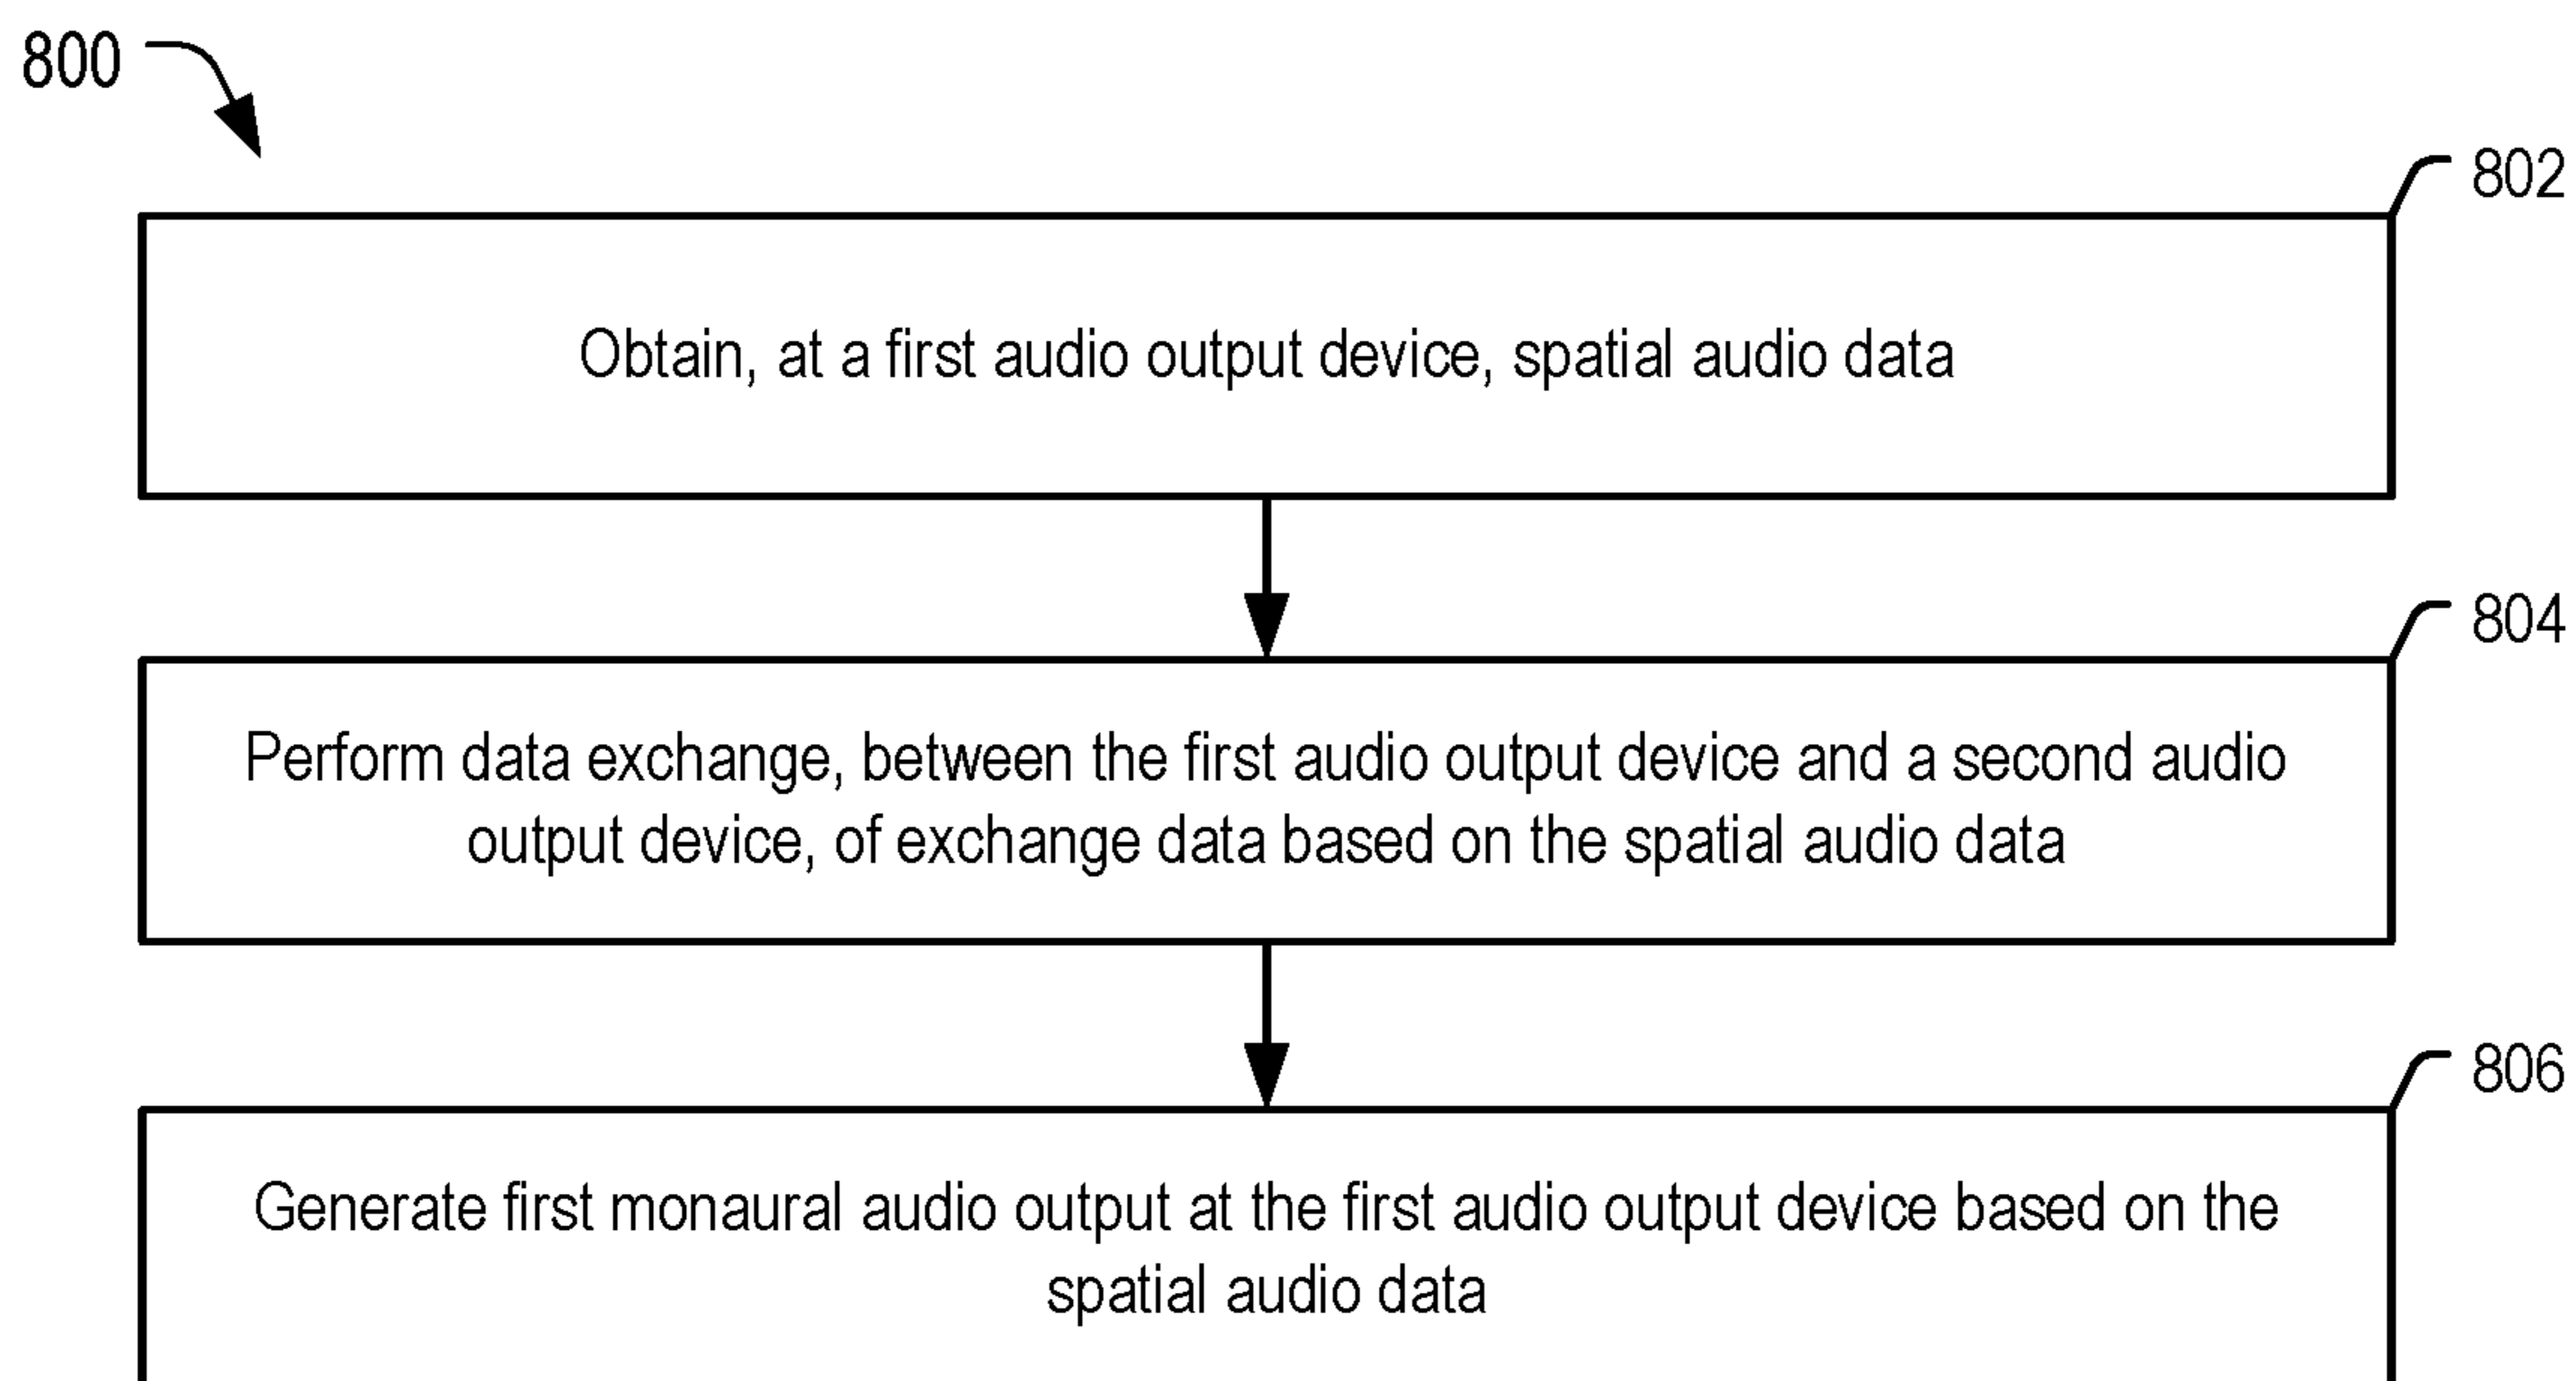 800
802
Obtain, at a first audio output device, spatial audio data
804
Perform data exchange, between the first audio output device and a second audio
output device, of exchange data based on the spatial audio data
806
Generate first monaural audio output at the first audio output device based on the
spatial audio data